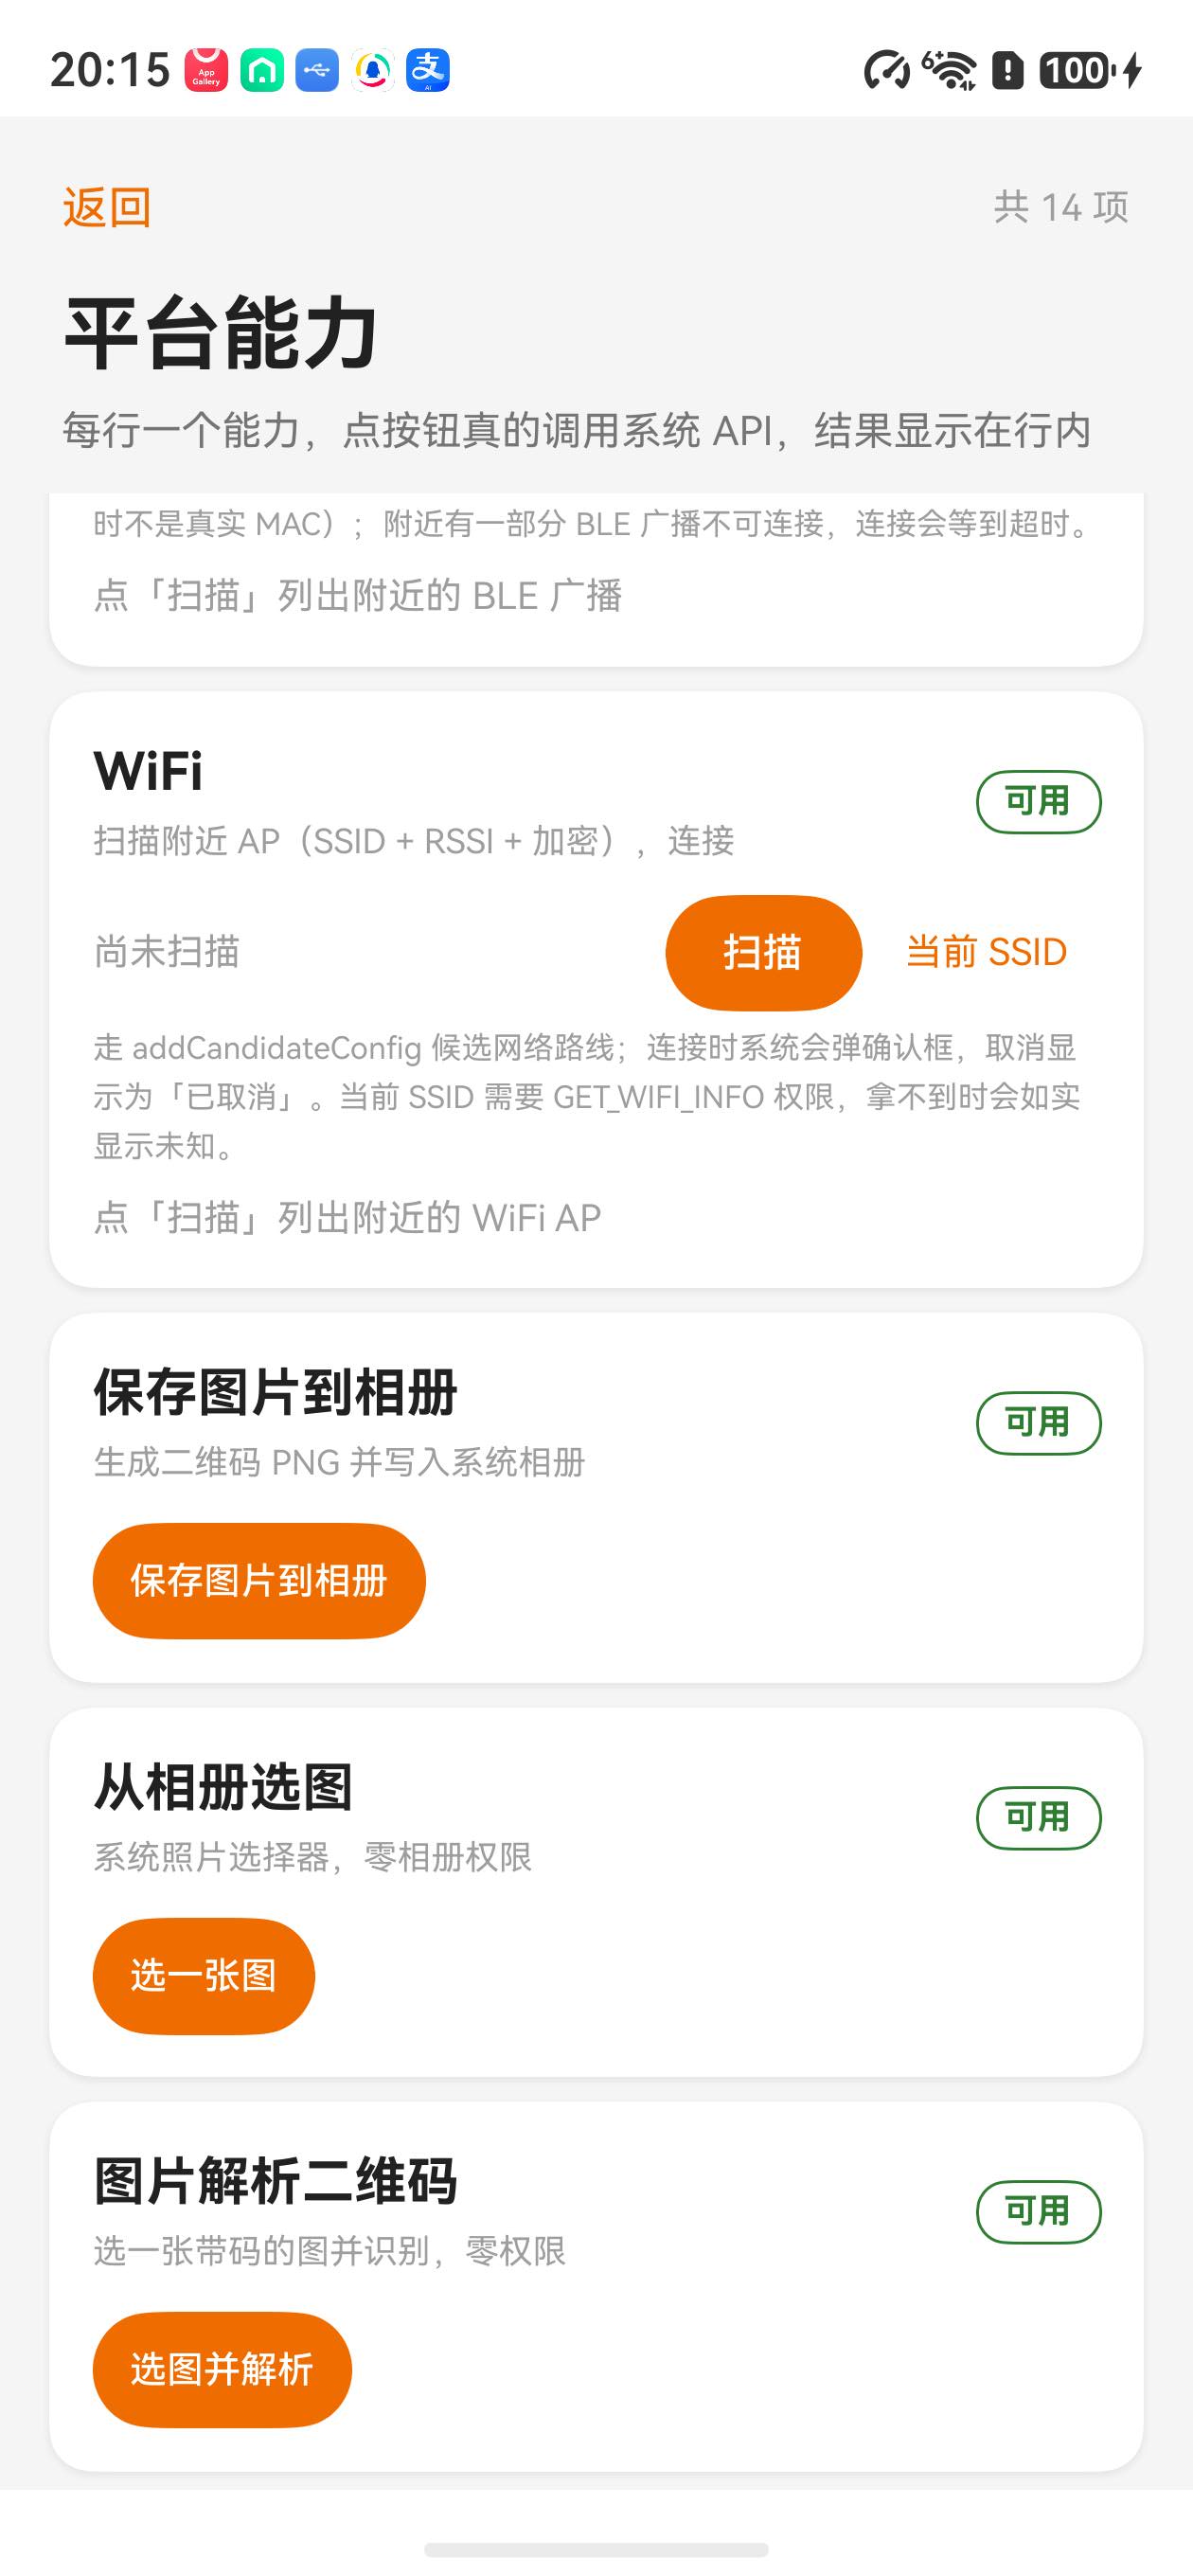 20:15
App Gallery
支
AI
6+
100
返回
共 14 项
平台能力
每行一个能力，点按钮真的调用系统 API，结果显示在行内
时不是真实 MAC）；附近有一部分 BLE 广播不可连接，连接会等到超时。
点「扫描」列出附近的 BLE 广播
WiFi
可用
扫描附近 AP（SSID + RSSI + 加密），连接
尚未扫描
扫描
当前 SSID
走 addCandidateConfig 候选网络路线；连接时系统会弹确认框，取消显
示为「已取消」。当前 SSID 需要 GET_WIFI_INFO 权限，拿不到时会如实
显示未知。
点「扫描」列出附近的 WiFi AP
保存图片到相册
可用
生成二维码 PNG 并写入系统相册
保存图片到相册
从相册选图
可用
系统照片选择器，零相册权限
选一张图
图片解析二维码
可用
选一张带码的图并识别，零权限
选图并解析